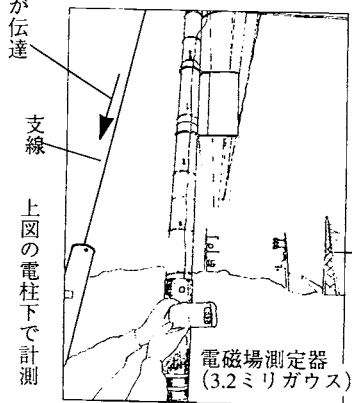 が伝達
支線
上図の電柱下で計測
電磁場測定器
(3.2ミリガウス)